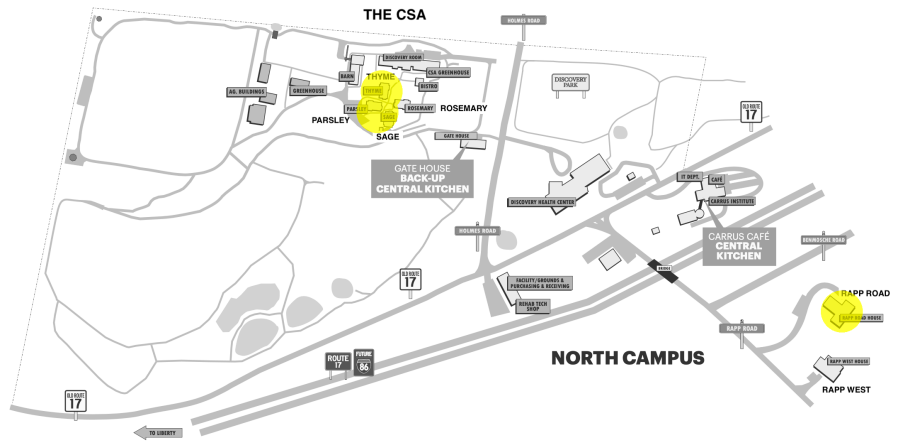 THE CSA
HOLMES ROAD
DISCOVERY ROOM
BARN
THYME
CSA GREENHOUSE
BISTRO
AG. BUILDINGS
GREENHOUSE
THYME
PARSLEY
ROSEMARY
ROSEMARY
SAGE
PARSLEY
SAGE
DISCOVERY
PARK
OLD ROUTE
17
GATE HOUSE
GATE HOUSE
BACK-UP
CENTRAL KITCHEN
IT DEPT.
CAFÉ
DISCOVERY HEALTH CENTER
CARRUS INSTITUTE
HOLMES ROAD
CARRUS CAFÉ
CENTRAL
KITCHEN
BENMOSCHE ROAD
BRIDGE
OLD ROUTE
17
FACILITY/GROUNDS &
PURCHASING & RECEIVING
REHAB TECH
SHOP
RAPP ROAD
RAPP ROAD HOUSE
RAPP ROAD
ROUTE
17
FUTURE
86
NORTH CAMPUS
RAPP WEST HOUSE
RAPP WEST
OLD ROUTE
17
TO LIBERTY